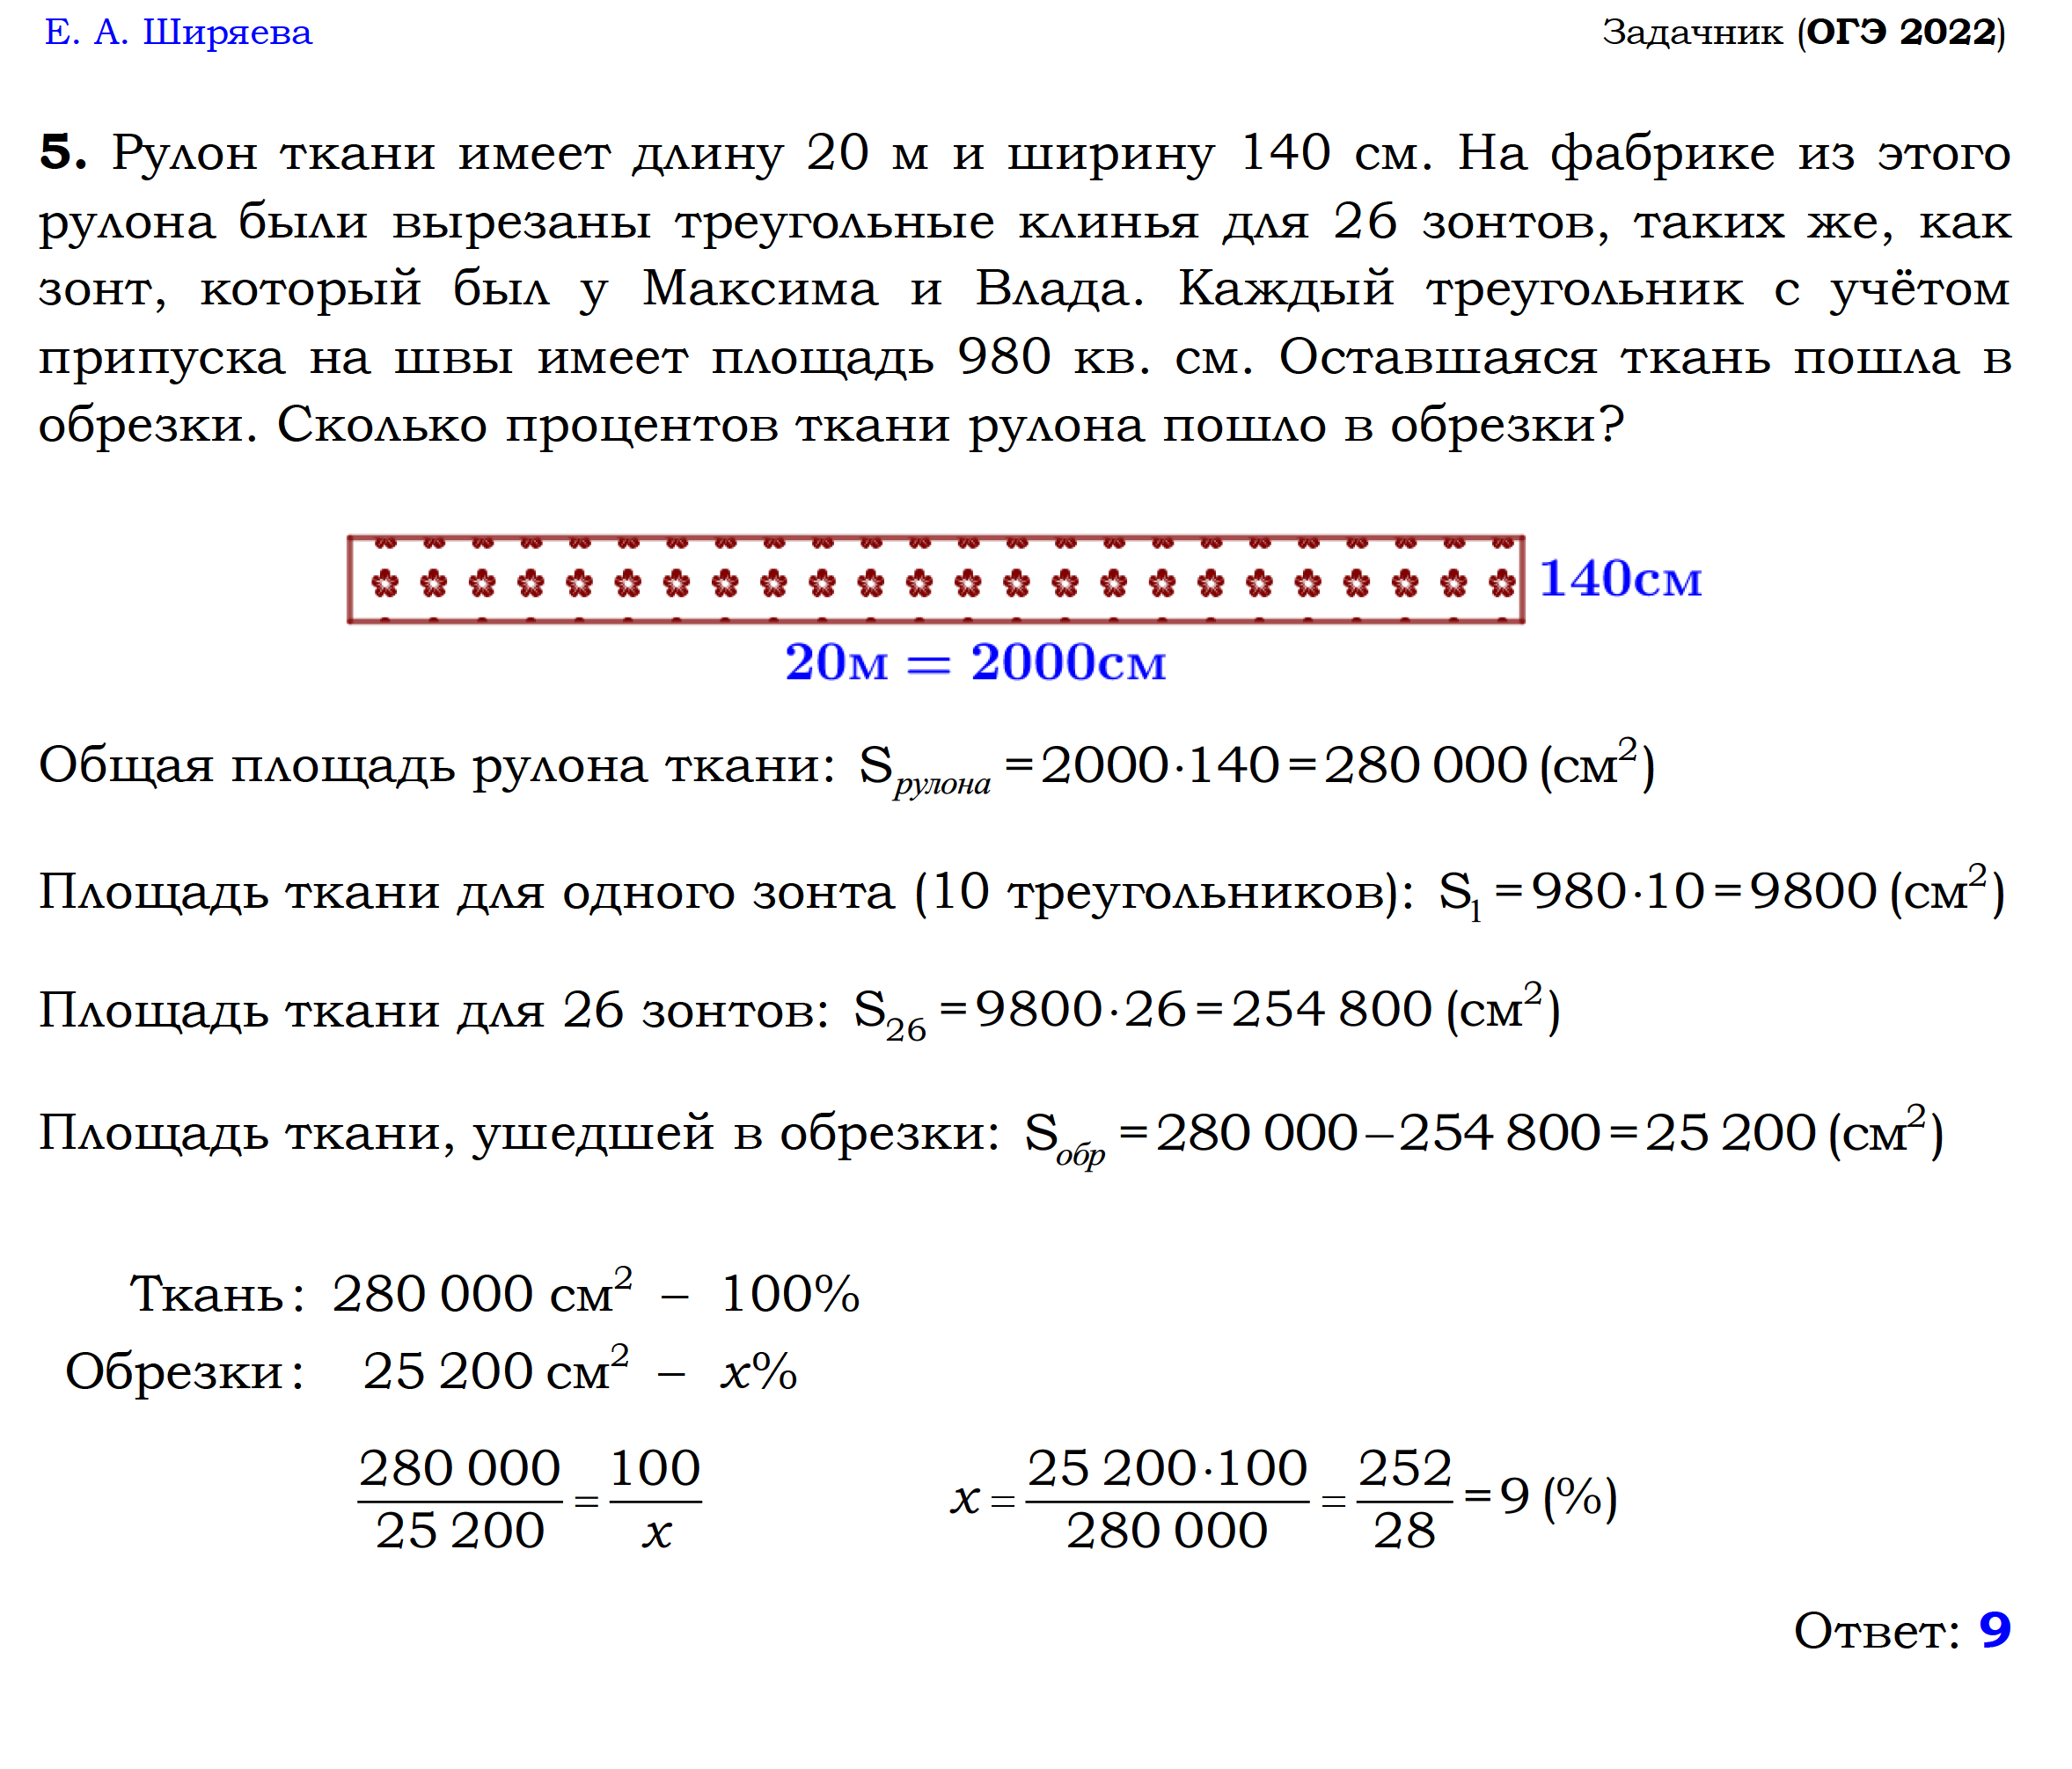 Е. А. Ширяева
Задачник (ОГЭ 2022)
5. Рулон ткани имеет длину 20 м и ширину 140 см. На фабрике из этого
рулона были вырезаны треугольные клинья для 26 зонтов, таких же, как
зонт, который был у Максима и Влада. Каждый треугольник с учётом
припуска на швы имеет площадь 980 кв. см. Оставшаяся ткань пошла в
обрезки. Сколько процентов ткани рулона пошло в обрезки?
140см
20м = 2000см
Общая площадь рулона ткани: S_рулона = 2000·140 = 280 000 (см²)
Площадь ткани для одного зонта (10 треугольников): S₁ = 980·10 = 9800 (см²)
Площадь ткани для 26 зонтов: S₂₆ = 9800·26 = 254 800 (см²)
Площадь ткани, ушедшей в обрезки: S_обр = 280 000 – 254 800 = 25 200 (см²)
Ткань: 280 000 см² – 100%
Обрезки: 25 200 см² – x%
280 000/25 200 = 100/x
x = 25 200·100/280 000 = 252/28 = 9 (%)
Ответ: 9